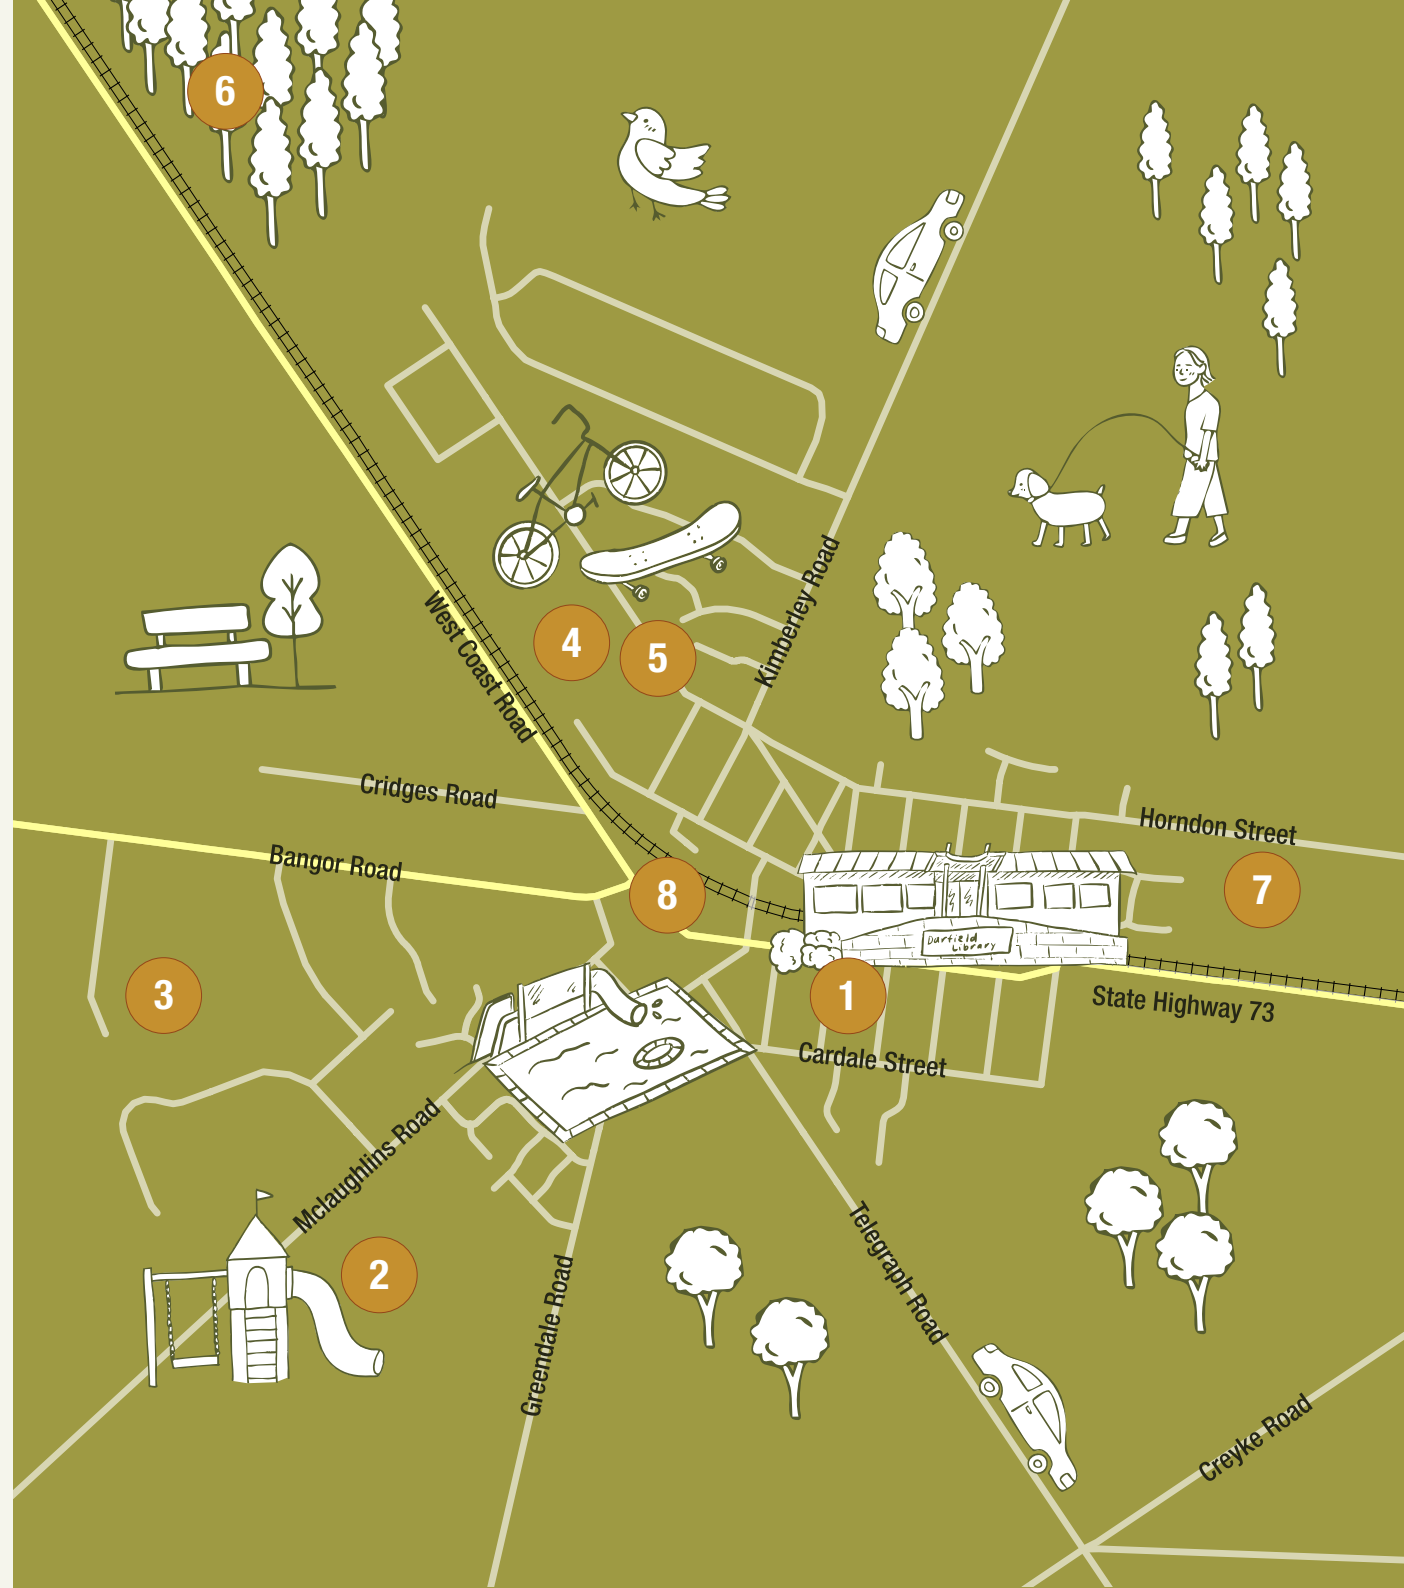 6
West Coast Road
4
5
Kimberley Road
Cridges Road
Horndon Street
Bangor Road
8
7
Darfield
Library
3
1
State Highway 73
Cardale Street
Mclaughlins Road
2
Greendale Road
Telegraph Road
Creyke Road